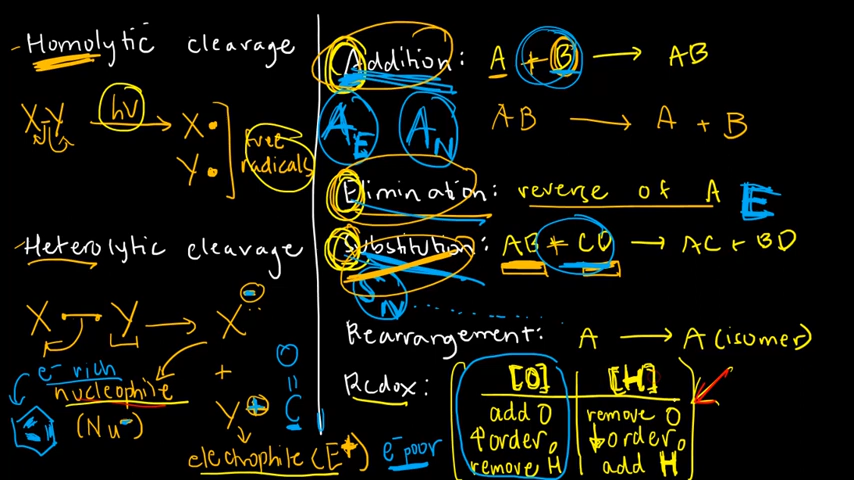 - Homolytic cleavage
X-Y hν X•
Y•
free
radicals
- Heterolytic cleavage
X — Y → X ⊖
+
Y ⊕
e- rich
nucleophile
(Nu-)
electrophile (E+)
e- poor
O
=
C
Addition: A + B → AB
A_E A_N AB → A + B
Elimination: reverse of A E
Substitution: AB + CD → AC + BD
S_N
Rearrangement: A → A (isomer)
Redox: [O] [H]
add O remove O
↑order ↓order
remove H add H